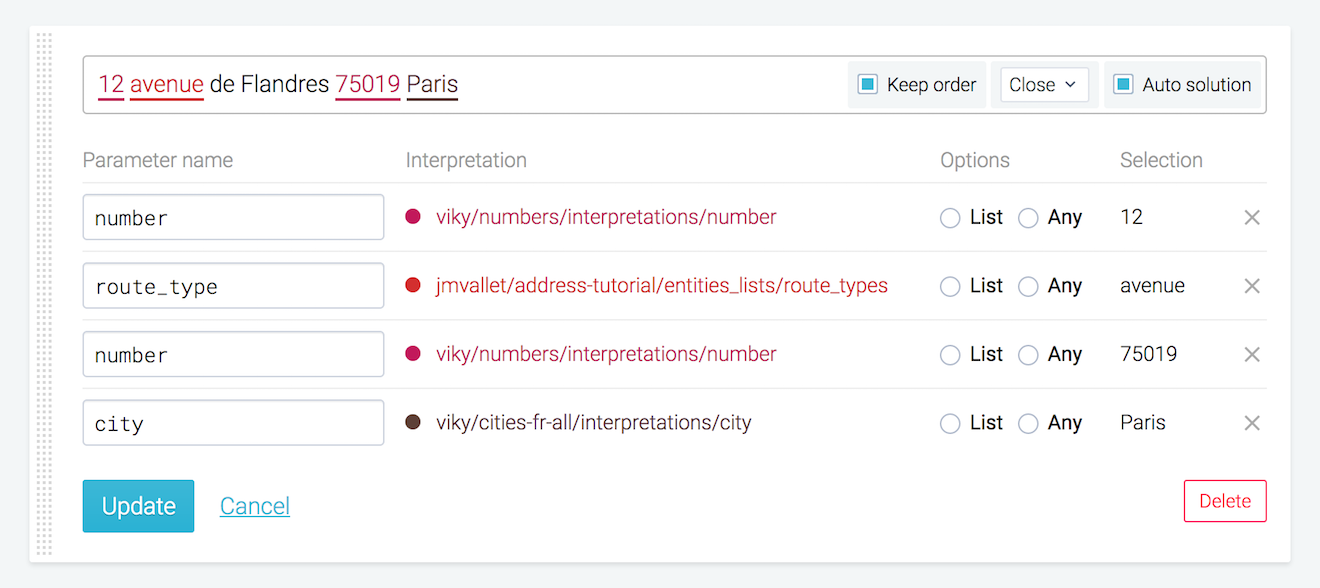 12 avenue de Flandres 75019 Paris Keep order Close Auto solution
Parameter name Interpretation Options Selection
number viky/numbers/interpretations/number List Any 12
route_type jmvallet/address-tutorial/entities_lists/route_types List Any avenue
number viky/numbers/interpretations/number List Any 75019
city viky/cities-fr-all/interpretations/city List Any Paris
Update Cancel Delete